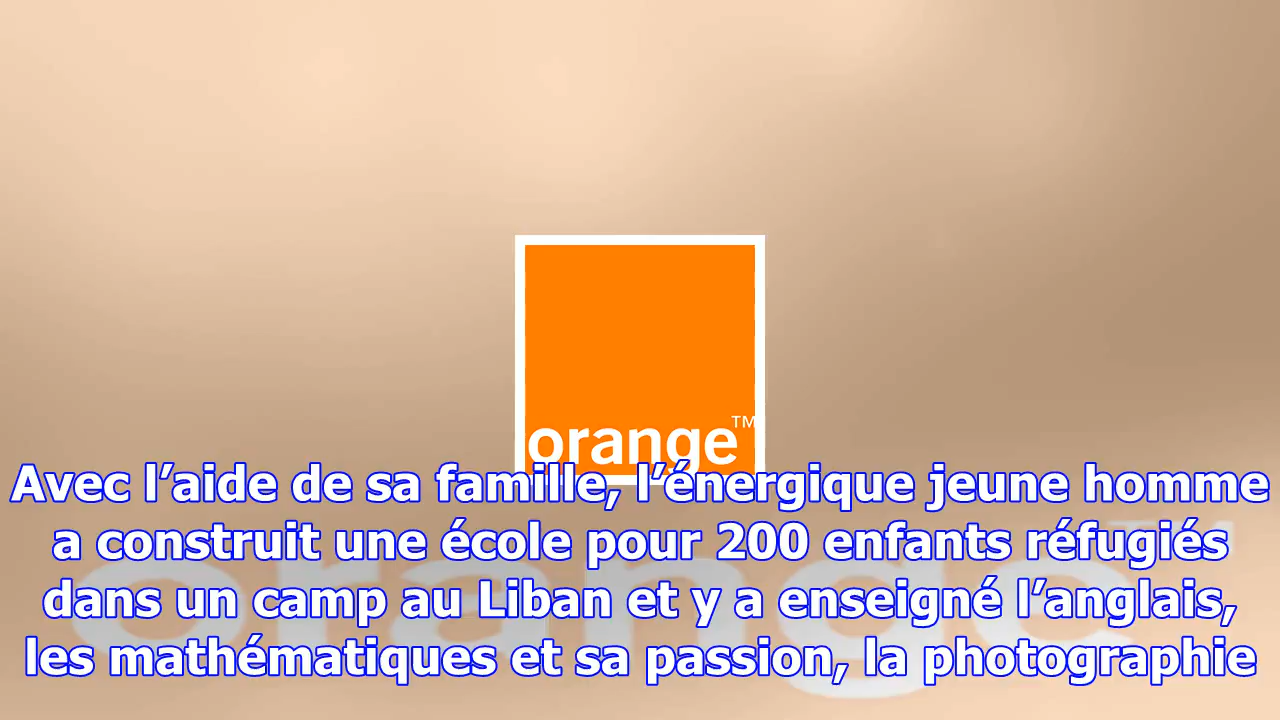 orange™
Avec l’aide de sa famille, l’énergique jeune homme
a construit une école pour 200 enfants réfugiés
dans un camp au Liban et y a enseigné l’anglais,
les mathématiques et sa passion, la photographie
orange™